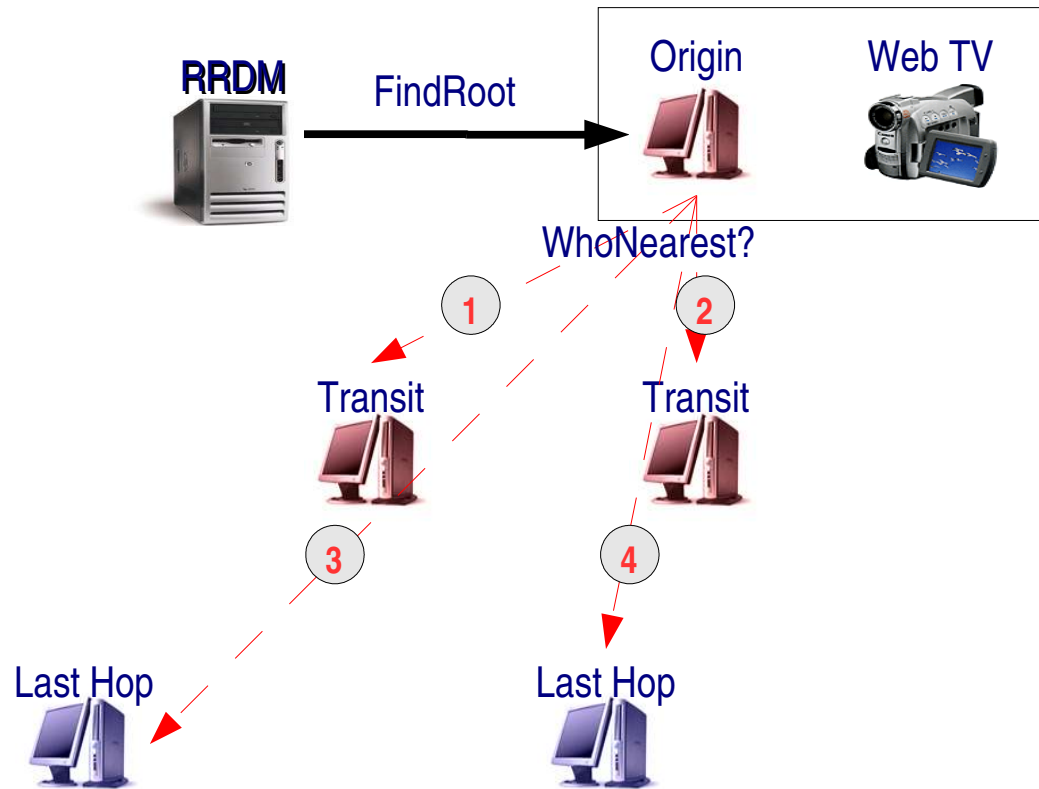 RRDM
FindRoot
Origin
Web TV
WhoNearest?
1
2
Transit
Transit
3
4
Last Hop
Last Hop